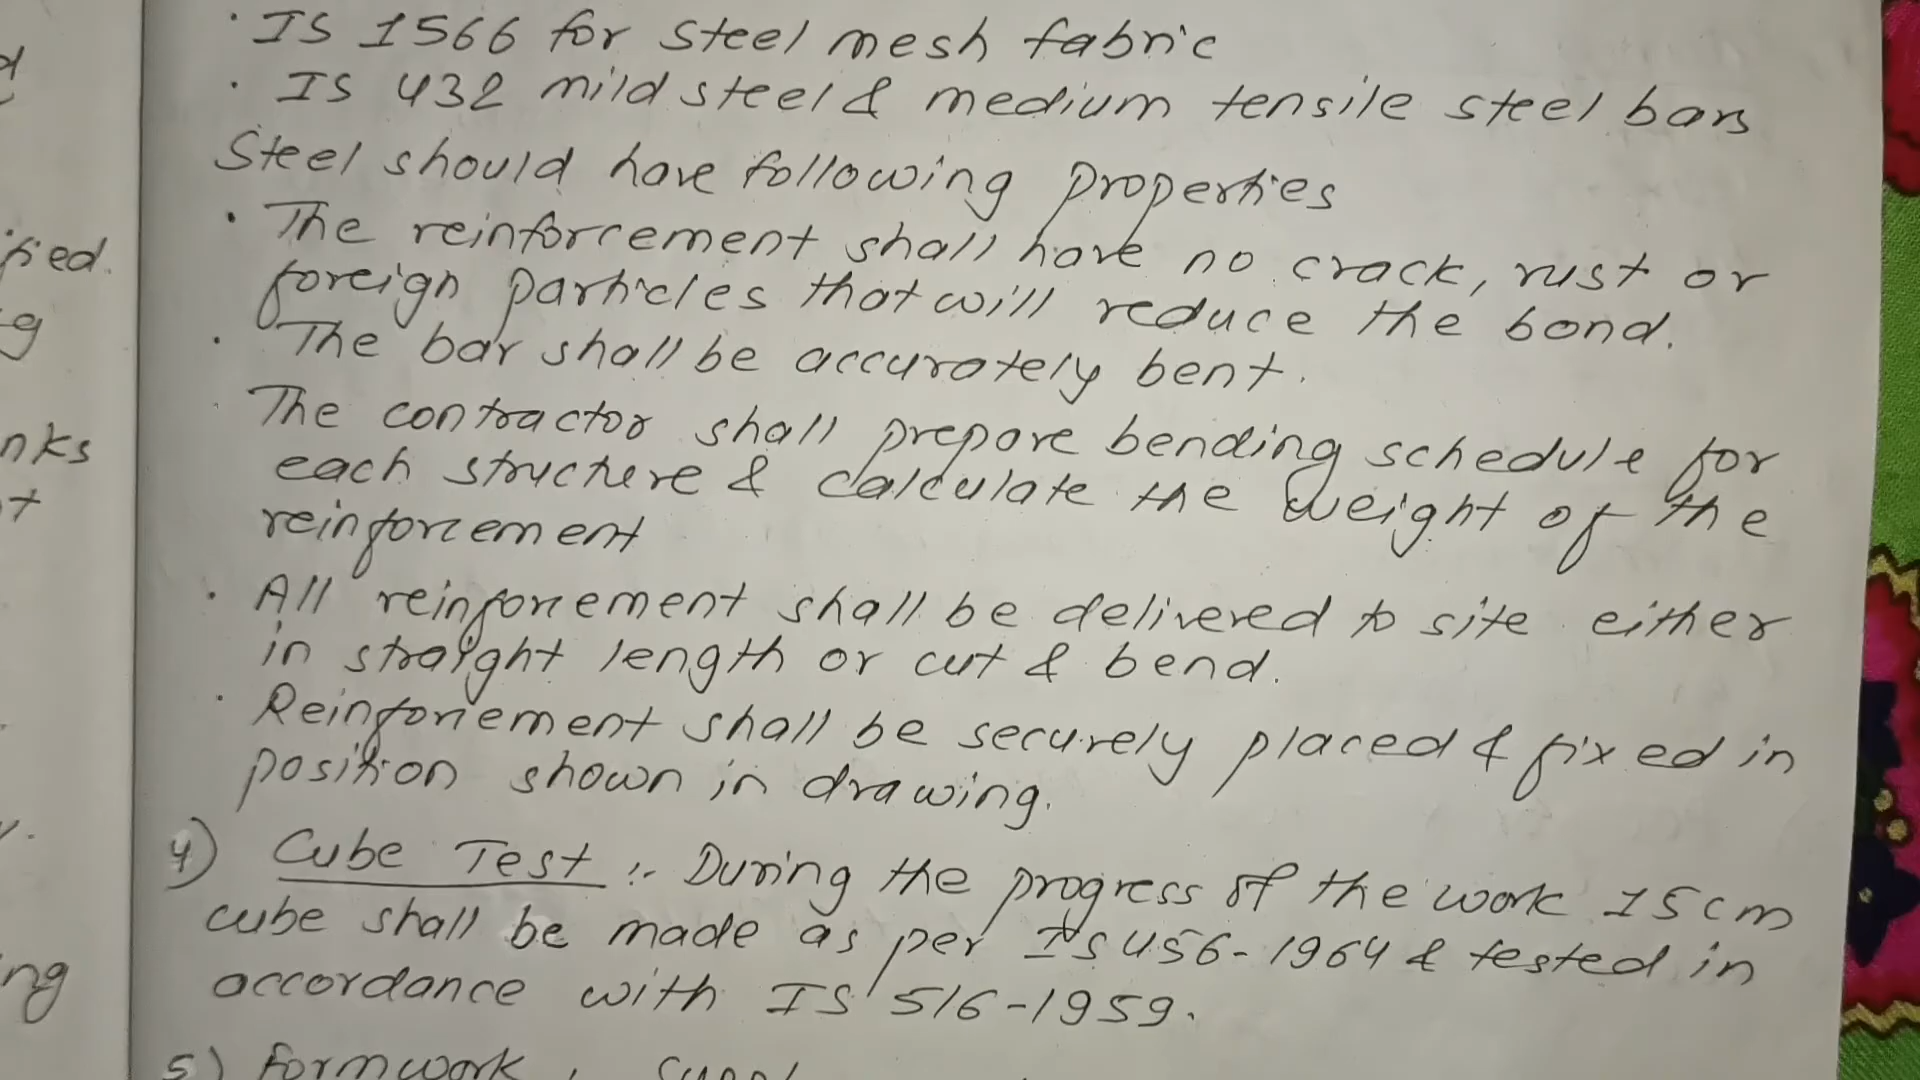 · IS 1566 for steel mesh fabric
· IS 432 mild steel & medium tensile steel bars
Steel should have following properties
· The reinforcement shall have no crack, rust or
foreign particles that will reduce the bond.
· The bar shall be accurately bent.
· The contractor shall prepare bending schedule for
each structure & calculate the weight of the
reinforcement
· All reinforcement shall be delivered to site either
in straight length or cut & bend.
· Reinforcement shall be securely placed & fixed in
position shown in drawing.
4) Cube Test :- During the progress of the work 15cm
cube shall be made as per IS 456-1964 & tested in
accordance with IS 516-1959.
5) Formwork